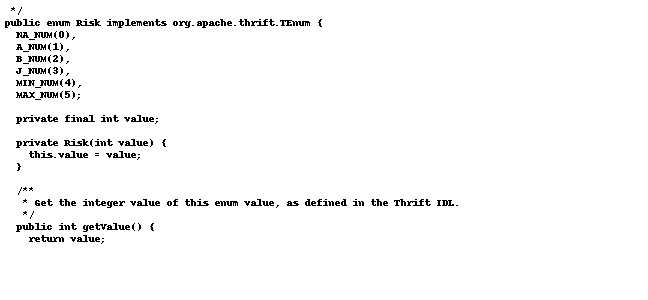 */
public enum Risk implements org.apache.thrift.TEnum {
  NA_NUM(0),
  A_NUM(1),
  B_NUM(2),
  J_NUM(3),
  MIN_NUM(4),
  MAX_NUM(5);

  private final int value;

  private Risk(int value) {
    this.value = value;
  }

  /**
   * Get the integer value of this enum value, as defined in the Thrift IDL.
   */
  public int getValue() {
    return value;